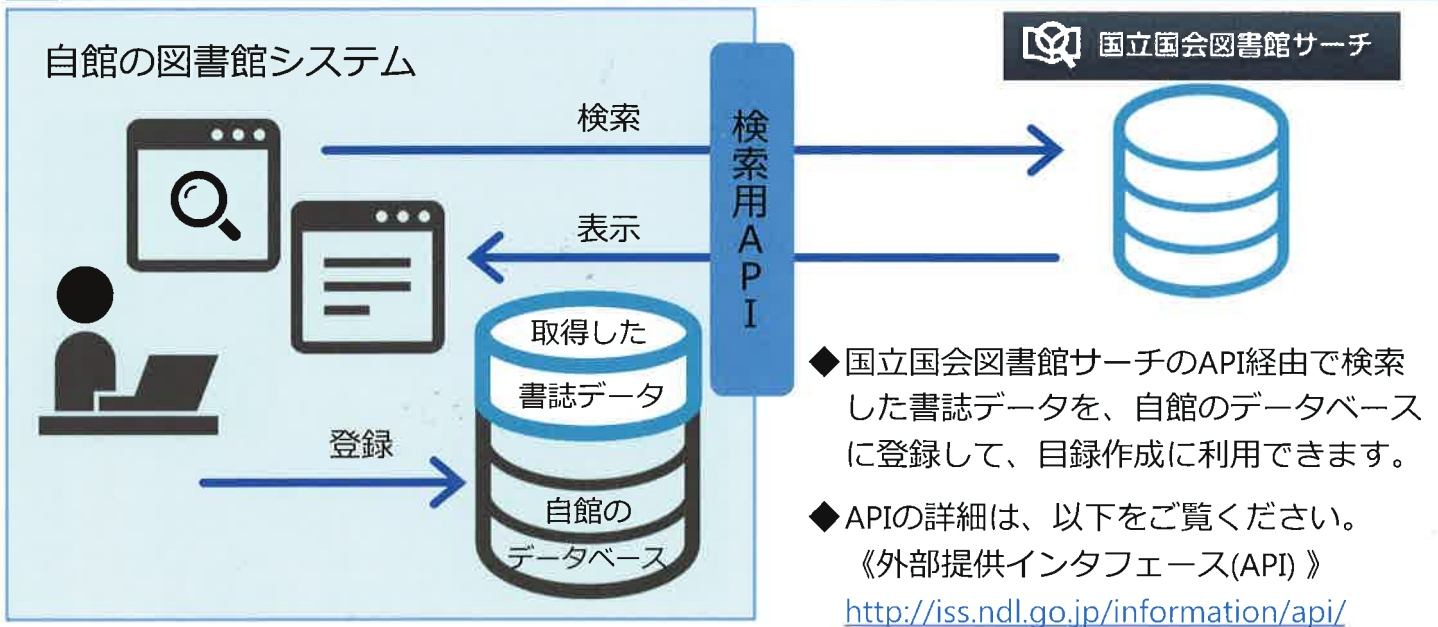 自館の図書館システム
国立国会図書館サーチ
検索
検索用API
表示
取得した
書誌データ
登録
自館の
データベース
◆国立国会図書館サーチのAPI経由で検索
した書誌データを、自館のデータベース
に登録して、目録作成に利用できます。
◆APIの詳細は、以下をご覧ください。
《外部提供インタフェース(API) 》
http://iss.ndl.go.jp/information/api/